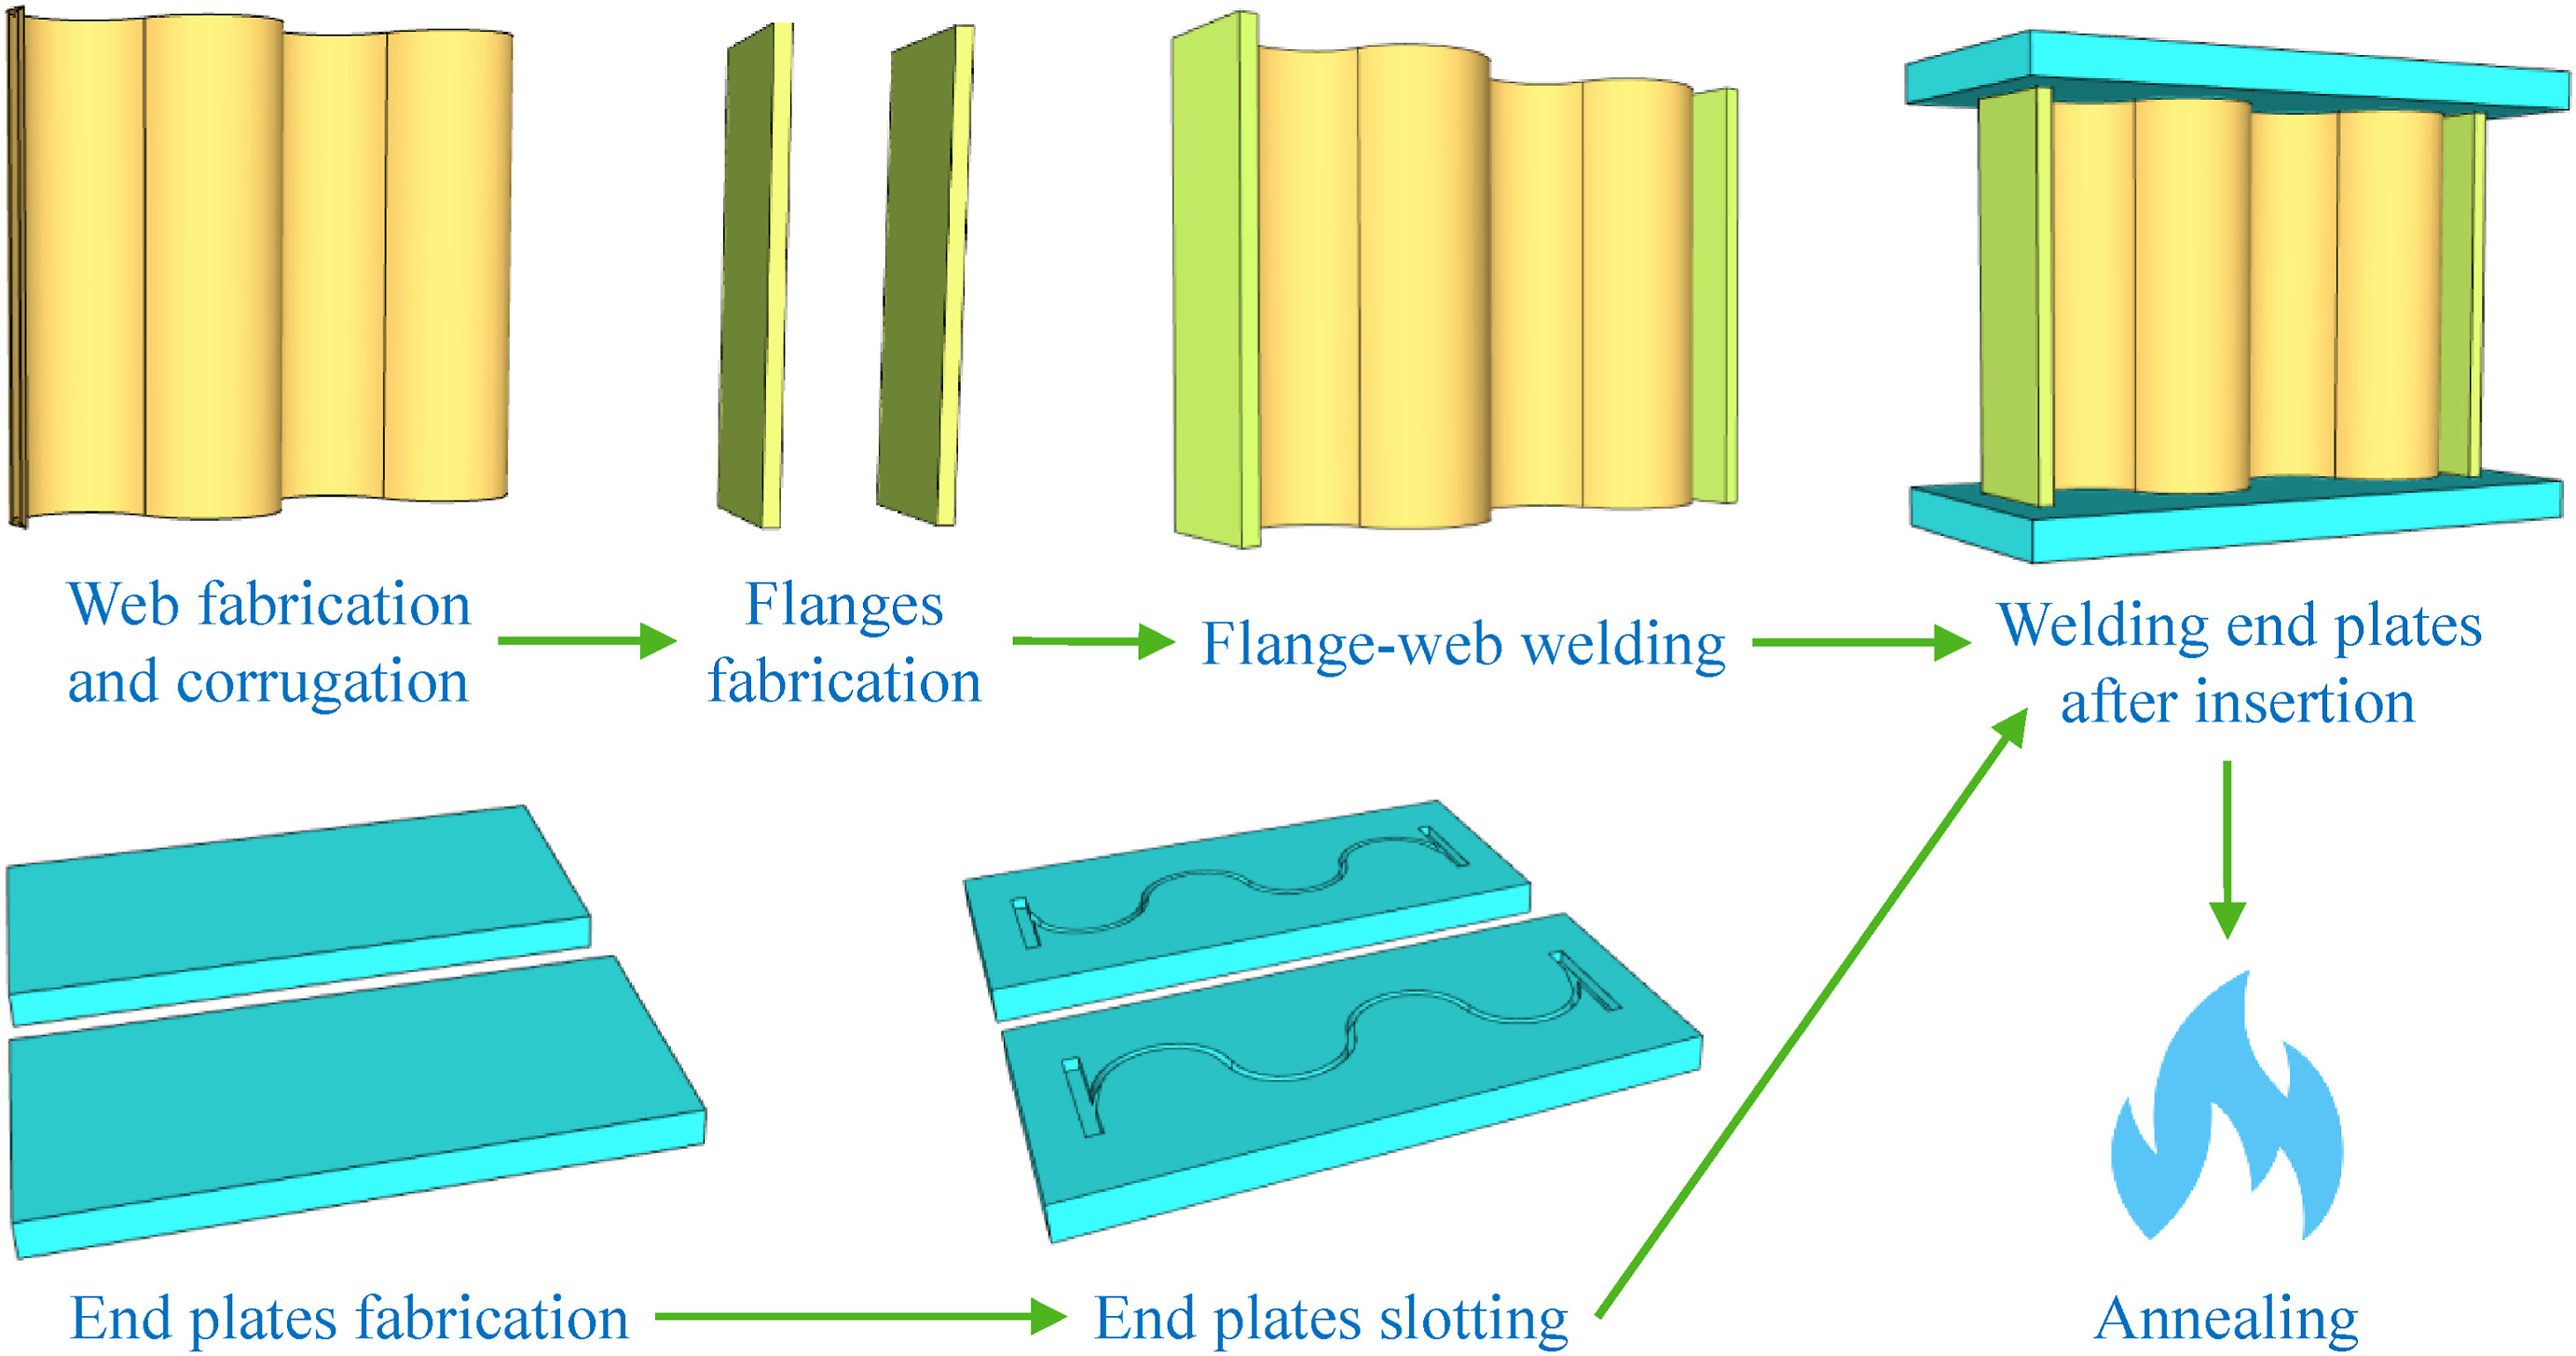 Web fabrication
and corrugation
Flanges
fabrication
Flange-web welding
Welding end plates
after insertion
End plates fabrication
End plates slotting
Annealing